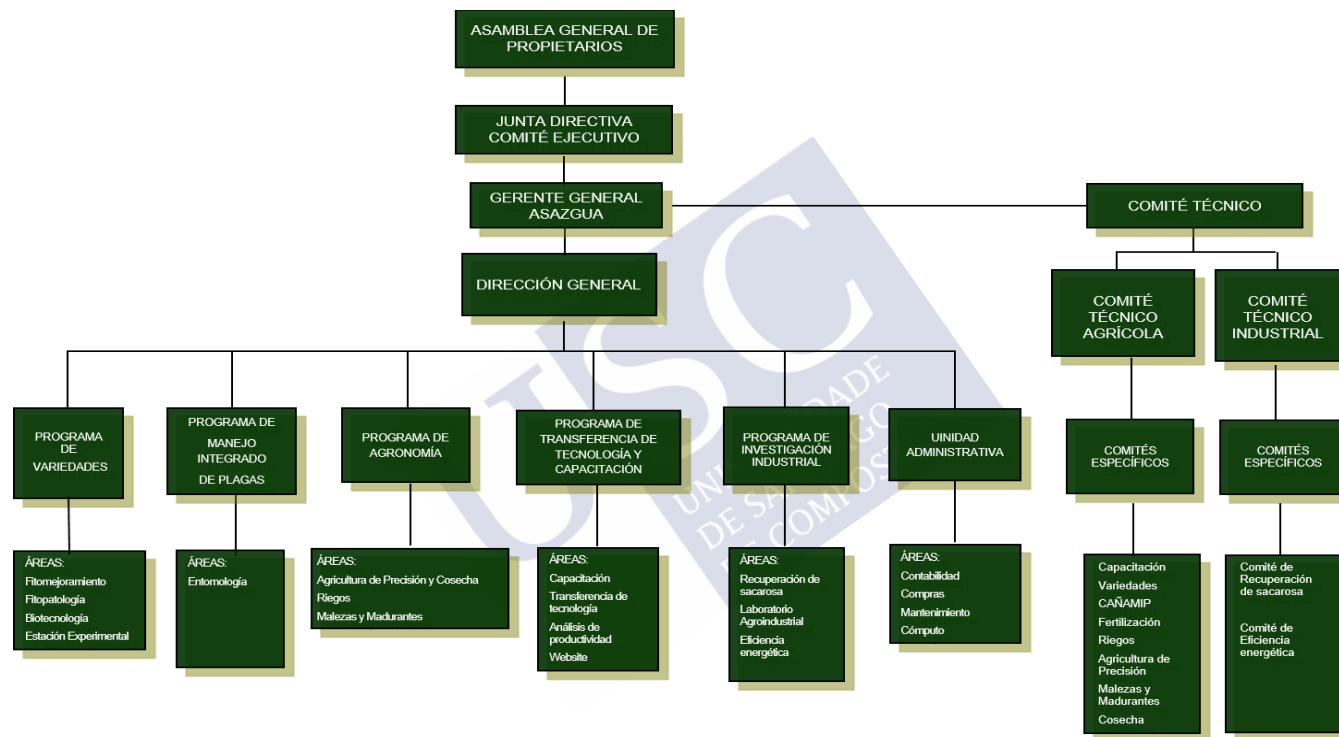 ASAMBLEA GENERAL DE
PROPIETARIOS
JUNTA DIRECTIVA
COMITÉ EJECUTIVO
GERENTE GENERAL
ASAZGUA
COMITÉ TÉCNICO
DIRECCIÓN GENERAL
COMITÉ
TÉCNICO
AGRÍCOLA
COMITÉ
TÉCNICO
INDUSTRIAL
PROGRAMA
DE
VARIEDADES
PROGRAMA DE
MANEJO
INTEGRADO
DE PLAGAS
PROGRAMA DE
AGRONOMÍA
PROGRAMA DE
TRANSFERENCIA DE
TECNOLOGÍA Y
CAPACITACIÓN
PROGRAMA DE
INVESTIGACIÓN
INDUSTRIAL
UINIDAD
ADMINISTRATIVA
COMITÉS
ESPECÍFICOS
COMITÉS
ESPECÍFICOS
ÁREAS:
Fitomejoramiento
Fitopatología
Biotecnología
Estación Experimental
ÁREAS:
Entomología
ÁREAS:
Agricultura de Precisión y Cosecha
Riegos
Malezas y Madurantes
ÁREAS:
Capacitación
Transferencia de
tecnología
Análisis de
productividad
Website
ÁREAS:
Recuperación de
sacarosa
Laboratorio
Agroindustrial
Eficiencia
energética
ÁREAS:
Contabilidad
Compras
Mantenimiento
Cómputo
Capacitación
Variedades
CAÑAMIP
Fertilización
Riegos
Agricultura de
Precisión
Malezas y
Madurantes
Cosecha
Comité de
Recuperación
de sacarosa
Comité de
Eficiencia
energética
USC